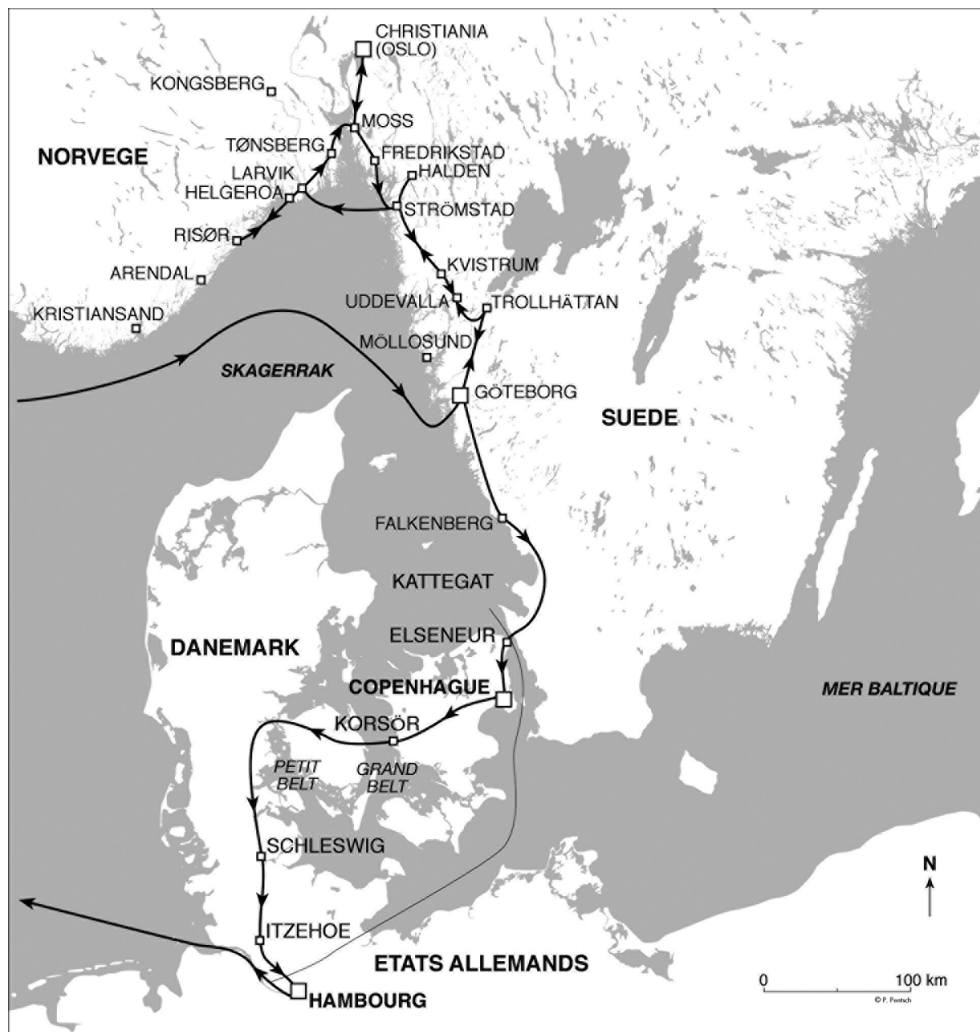 CHRISTIANIA
(OSLO)
KONGSBERG
MOSS
TØNSBERG
NORVEGE
FREDRIKSTAD
LARVIK
HALDEN
HELGEROA
STRÖMSTAD
RISØR
KVISTRUM
ARENDAL
UDDEVALLA
TROLLHÄTTAN
KRISTIANSAND
MÖLLOSUND
SKAGERRAK
GÖTEBORG
SUEDE
FALKENBERG
KATTEGAT
ELSENEUR
DANEMARK
COPENHAGUE
MER BALTIQUE
KORSÖR
PETIT
BELT
GRAND
BELT
SCHLESWIG
N
ITZEHOE
ETATS ALLEMANDS
0 100 km
HAMBOURG
© P. Pentsch